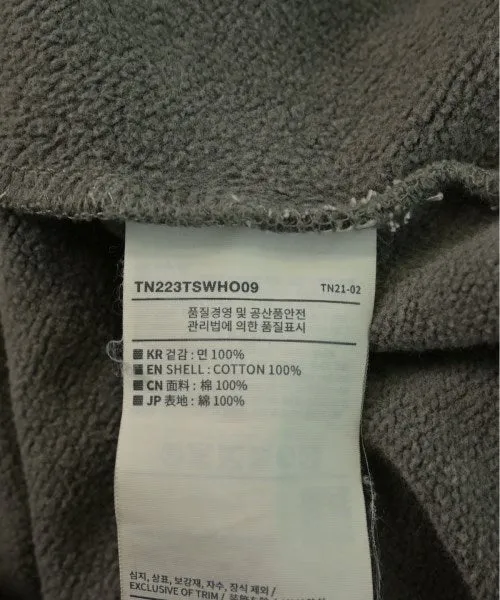 TN223TSWHO09 TN21-02
품질경영 및 공산품안전
관리법에 의한 품질표시
KR 겉감 : 면 100%
EN SHELL : COTTON 100%
CN 面料 : 棉 100%
JP 表地 : 綿 100%
심지, 상표, 보강재, 자수, 장식 제외 /
EXCLUSIVE OF TRIM /